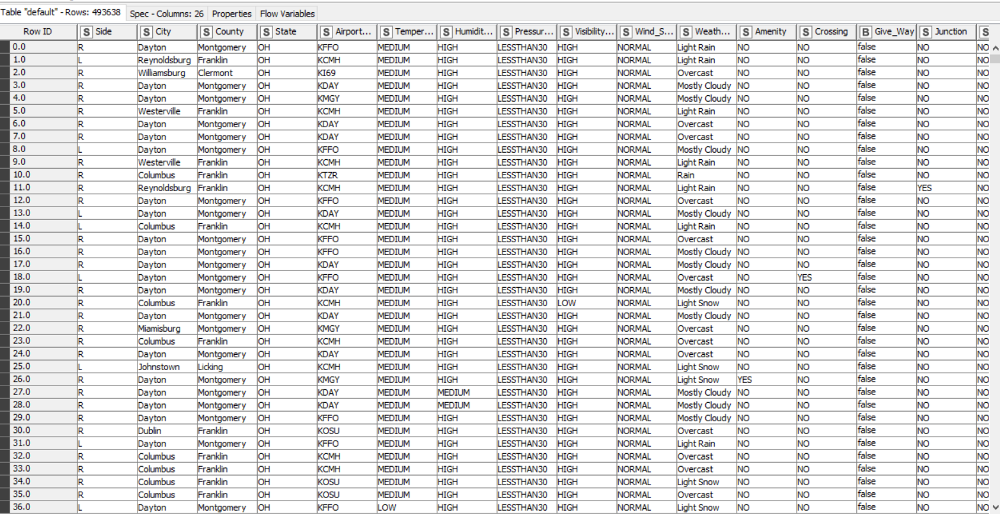 Table "default" - Rows: 493638 Spec - Columns: 26 Properties Flow Variables
Row ID S Side S City S County S State S Airport... S Temper... S Humidit... S Pressur... S Visibility... S Wind_S... S Weath... S Amenity S Crossing B Give_Way S Junction S
0.0 R Dayton Montgomery OH KFFO MEDIUM HIGH LESSTHAN30 HIGH NORMAL Light Rain NO NO false NO NO
1.0 L Reynoldsburg Franklin OH KCMH MEDIUM HIGH LESSTHAN30 HIGH NORMAL Light Rain NO NO false NO NO
2.0 R Williamsburg Clermont OH KI69 MEDIUM HIGH LESSTHAN30 HIGH NORMAL Overcast NO NO false NO NO
3.0 R Dayton Montgomery OH KDAY MEDIUM HIGH LESSTHAN30 HIGH NORMAL Mostly Cloudy NO NO false NO NO
4.0 R Dayton Montgomery OH KMGY MEDIUM HIGH LESSTHAN30 HIGH NORMAL Mostly Cloudy NO NO false NO NO
5.0 R Westerville Franklin OH KCMH MEDIUM HIGH LESSTHAN30 HIGH NORMAL Light Rain NO NO false NO NO
6.0 R Dayton Montgomery OH KDAY MEDIUM HIGH LESSTHAN30 HIGH NORMAL Overcast NO NO false NO NO
7.0 R Dayton Montgomery OH KDAY MEDIUM HIGH LESSTHAN30 HIGH NORMAL Overcast NO NO false NO NO
8.0 L Dayton Montgomery OH KFFO MEDIUM HIGH LESSTHAN30 HIGH NORMAL Mostly Cloudy NO NO false NO NO
9.0 R Westerville Franklin OH KCMH MEDIUM HIGH LESSTHAN30 HIGH NORMAL Light Rain NO NO false NO NO
10.0 R Columbus Franklin OH KTZR MEDIUM HIGH LESSTHAN30 HIGH NORMAL Rain NO NO false NO NO
11.0 R Reynoldsburg Franklin OH KCMH MEDIUM HIGH LESSTHAN30 HIGH NORMAL Light Rain NO NO false YES NO
12.0 R Dayton Montgomery OH KFFO MEDIUM HIGH LESSTHAN30 HIGH NORMAL Overcast NO NO false NO NO
13.0 L Dayton Montgomery OH KDAY MEDIUM HIGH LESSTHAN30 HIGH NORMAL Mostly Cloudy NO NO false NO NO
14.0 L Columbus Franklin OH KCMH MEDIUM HIGH LESSTHAN30 HIGH NORMAL Light Rain NO NO false NO NO
15.0 R Dayton Montgomery OH KFFO MEDIUM HIGH LESSTHAN30 HIGH NORMAL Overcast NO NO false NO NO
16.0 R Dayton Montgomery OH KFFO MEDIUM HIGH LESSTHAN30 HIGH NORMAL Mostly Cloudy NO NO false NO NO
17.0 R Dayton Montgomery OH KDAY MEDIUM HIGH LESSTHAN30 HIGH NORMAL Mostly Cloudy NO NO false NO NO
18.0 L Dayton Montgomery OH KFFO MEDIUM HIGH LESSTHAN30 HIGH NORMAL Overcast NO YES false NO NO
19.0 R Dayton Montgomery OH KDAY MEDIUM HIGH LESSTHAN30 HIGH NORMAL Mostly Cloudy NO NO false NO NO
20.0 R Columbus Franklin OH KCMH MEDIUM HIGH LESSTHAN30 LOW NORMAL Light Snow NO NO false NO NO
21.0 R Dayton Montgomery OH KDAY MEDIUM HIGH LESSTHAN30 HIGH NORMAL Mostly Cloudy NO NO false NO NO
22.0 R Miamisburg Montgomery OH KMGY MEDIUM HIGH LESSTHAN30 HIGH NORMAL Overcast NO NO false NO NO
23.0 R Columbus Franklin OH KCMH MEDIUM HIGH LESSTHAN30 HIGH NORMAL Overcast NO NO false NO NO
24.0 R Dayton Montgomery OH KDAY MEDIUM HIGH LESSTHAN30 HIGH NORMAL Overcast NO NO false NO NO
25.0 L Johnstown Licking OH KCMH MEDIUM HIGH LESSTHAN30 HIGH NORMAL Light Snow NO NO false NO NO
26.0 R Dayton Montgomery OH KMGY MEDIUM HIGH LESSTHAN30 HIGH NORMAL Light Snow YES NO false NO NO
27.0 R Dayton Montgomery OH KDAY MEDIUM MEDIUM LESSTHAN30 HIGH NORMAL Mostly Cloudy NO NO false NO NO
28.0 R Dayton Montgomery OH KDAY MEDIUM MEDIUM LESSTHAN30 HIGH NORMAL Mostly Cloudy NO NO false NO NO
29.0 R Dayton Montgomery OH KFFO MEDIUM HIGH LESSTHAN30 HIGH NORMAL Mostly Cloudy NO NO false NO NO
30.0 R Dublin Franklin OH KOSU MEDIUM HIGH LESSTHAN30 HIGH NORMAL Overcast NO NO false NO NO
31.0 L Dayton Montgomery OH KFFO MEDIUM HIGH LESSTHAN30 HIGH NORMAL Light Rain NO NO false NO NO
32.0 R Columbus Franklin OH KCMH MEDIUM HIGH LESSTHAN30 HIGH NORMAL Overcast NO NO false NO NO
33.0 R Columbus Franklin OH KCMH MEDIUM HIGH LESSTHAN30 HIGH NORMAL Overcast NO NO false NO NO
34.0 R Columbus Franklin OH KOSU MEDIUM HIGH LESSTHAN30 HIGH NORMAL Light Snow NO NO false NO NO
35.0 R Columbus Franklin OH KOSU MEDIUM HIGH LESSTHAN30 HIGH NORMAL Overcast NO NO false NO NO
36.0 L Dayton Montgomery OH KFFO LOW HIGH LESSTHAN30 HIGH NORMAL Light Snow NO NO false NO NO